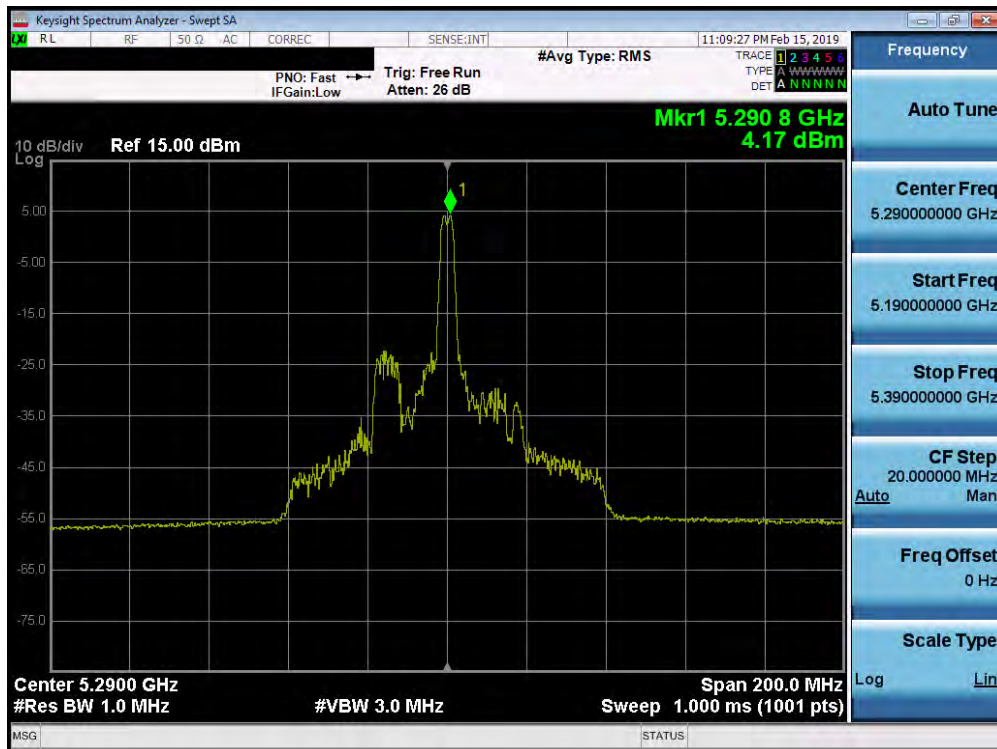 Keysight Spectrum Analyzer - Swept SA
LXI RL RF 50 Ω AC CORREC SENSE:INT 11:09:27 PM Feb 15, 2019
#Avg Type: RMS TRACE 1 2 3 4 5 6
PNO: Fast Trig: Free Run TYPE A WWWWW
IFGain:Low Atten: 26 dB DET A N N N N N
Mkr1 5.290 8 GHz
4.17 dBm
10 dB/div Ref 15.00 dBm
Log
1
5.00
-5.00
-15.0
-25.0
-35.0
-45.0
-55.0
-65.0
-75.0
Center 5.2900 GHz Span 200.0 MHz
#Res BW 1.0 MHz #VBW 3.0 MHz Sweep 1.000 ms (1001 pts)
MSG STATUS
Frequency
Auto Tune
Center Freq
5.290000000 GHz
Start Freq
5.190000000 GHz
Stop Freq
5.390000000 GHz
CF Step
20.000000 MHz
Auto Man
Freq Offset
0 Hz
Scale Type
Log Lin